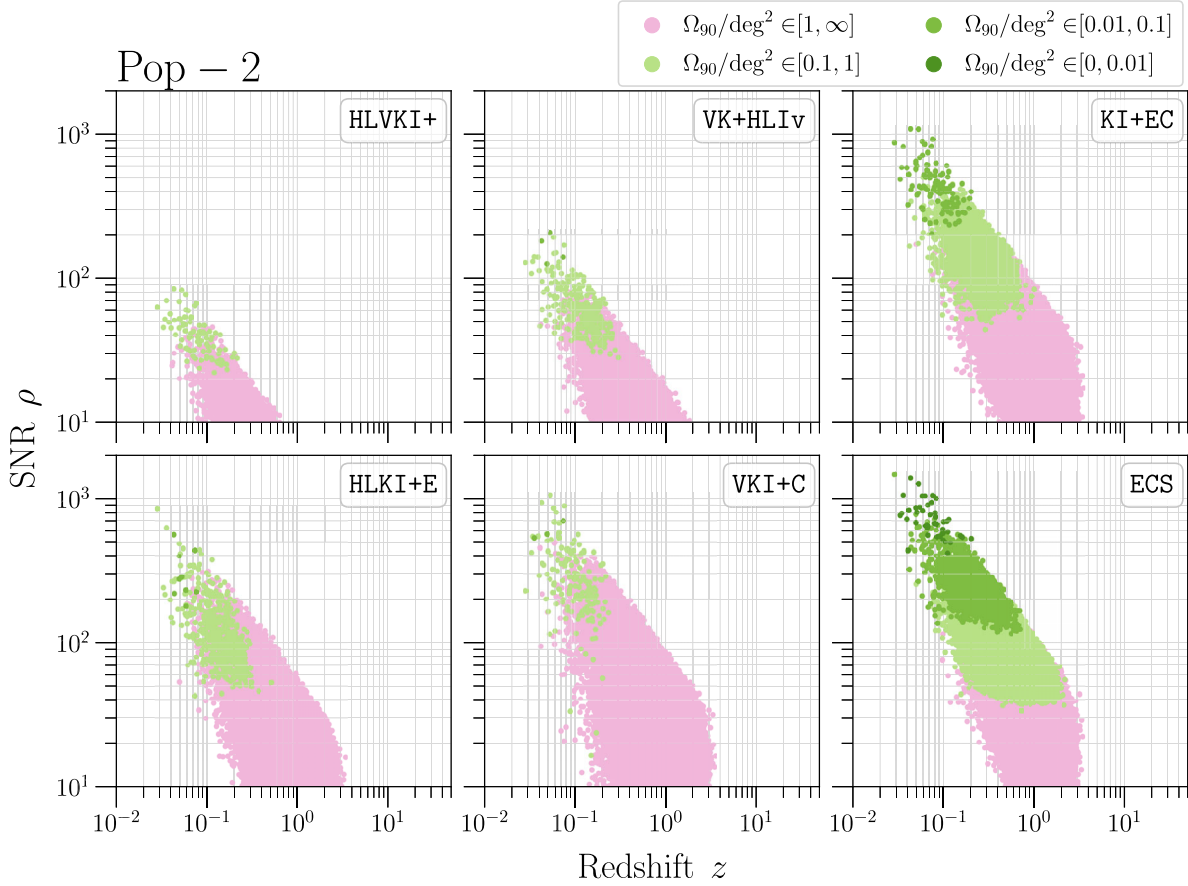 Ω₉₀/deg² ∈[1, ∞] Ω₉₀/deg² ∈[0.01, 0.1]
Ω₉₀/deg² ∈[0.1, 1] Ω₉₀/deg² ∈[0, 0.01]
Pop − 2
HLVKI+ VK+HLIv KI+EC
10³
10²
10¹
SNR ρ
HLKI+E VKI+C ECS
10³
10²
10¹
10⁻² 10⁻¹ 10⁰ 10¹ 10⁻² 10⁻¹ 10⁰ 10¹ 10⁻² 10⁻¹ 10⁰ 10¹
Redshift z